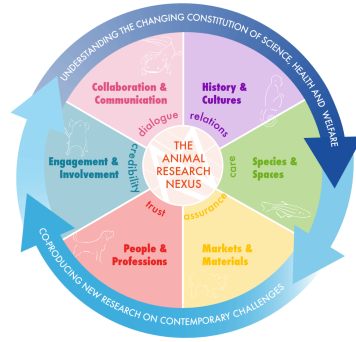 UNDERSTANDING THE CHANGING CONSTITUTION OF SCIENCE, HEALTH AND WELFARE
Collaboration &
Communication
History &
Cultures
dialogue
relations
Engagement &
Involvement
credibility
THE
ANIMAL
RESEARCH
NEXUS
care
Species &
Spaces
trust
assurance
People &
Professions
Markets &
Materials
CO-PRODUCING NEW RESEARCH ON CONTEMPORARY CHALLENGES